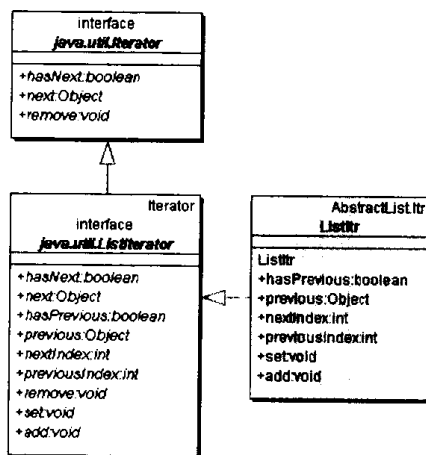 interface
java.util.Iterator
+hasNext:boolean
+next:Object
+remove:void
Iterator
interface
java.util.ListIterator
+hasNext:boolean
+next:Object
+hasPrevious:boolean
+previous:Object
+nextIndex:int
+previousIndex:int
+remove:void
+set:void
+add:void
AbstractList.Itr
ListItr
ListItr
+hasPrevious:boolean
+previous:Object
+nextIndex:int
+previousIndex:int
+set:void
+add:void